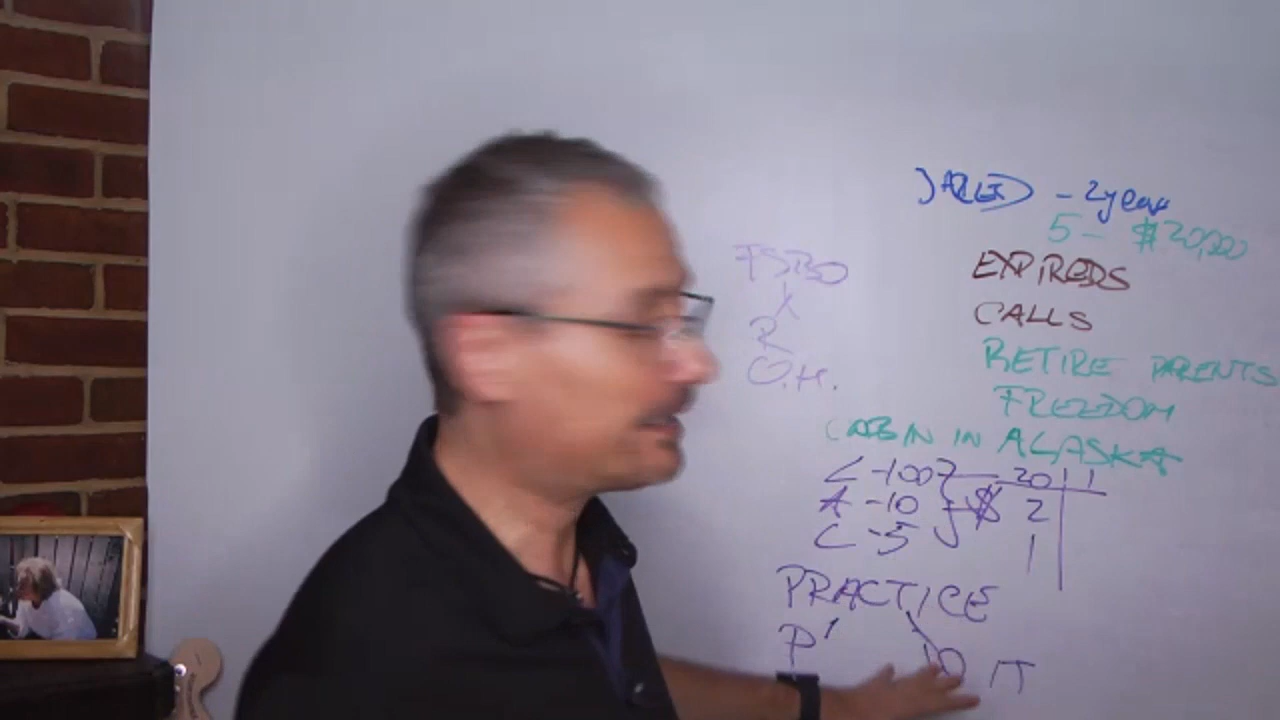 JARED - 2 years
5 - $20,000
EXPIREDS
CALLS
RETIRE PARENTS
FREEDOM
CABIN IN ALASKA
FSBO
X
R
O.H.
C - 100 20 1
A - 10 $ 2
C - 5 1
PRACTICE
P'
DO IT